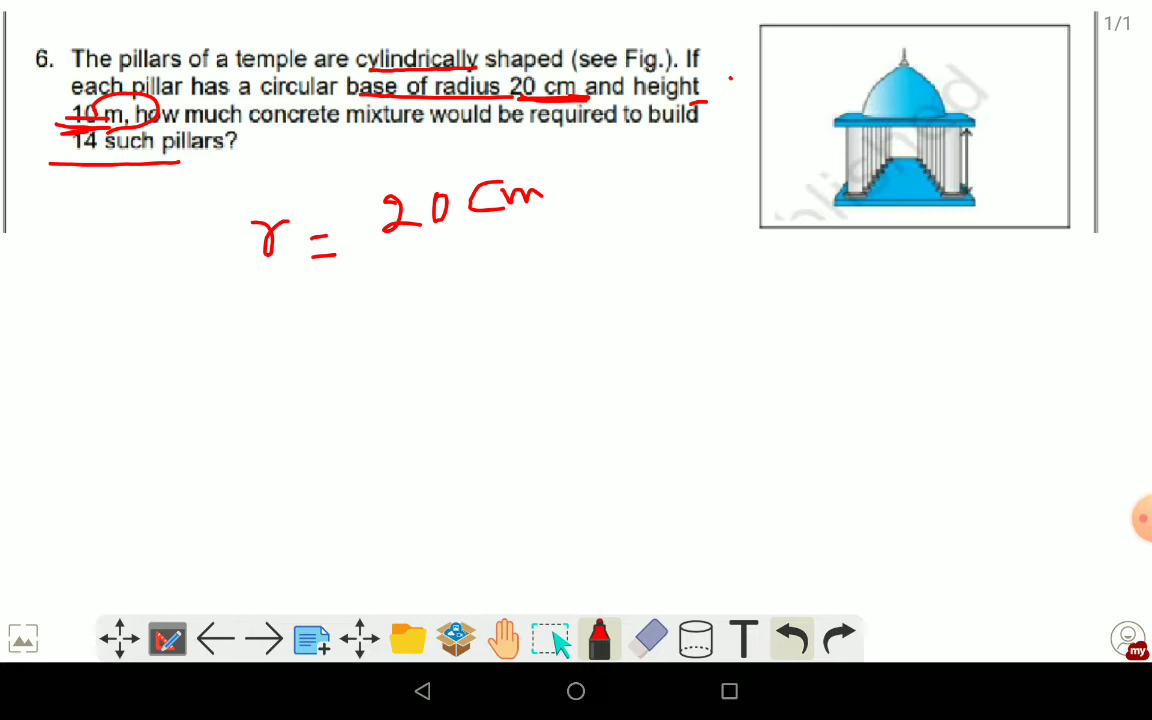 1/1
6. The pillars of a temple are cylindrically shaped (see Fig.). If
each pillar has a circular base of radius 20 cm and height
10 m, how much concrete mixture would be required to build
14 such pillars?
blished
r = 20 cm
T
my